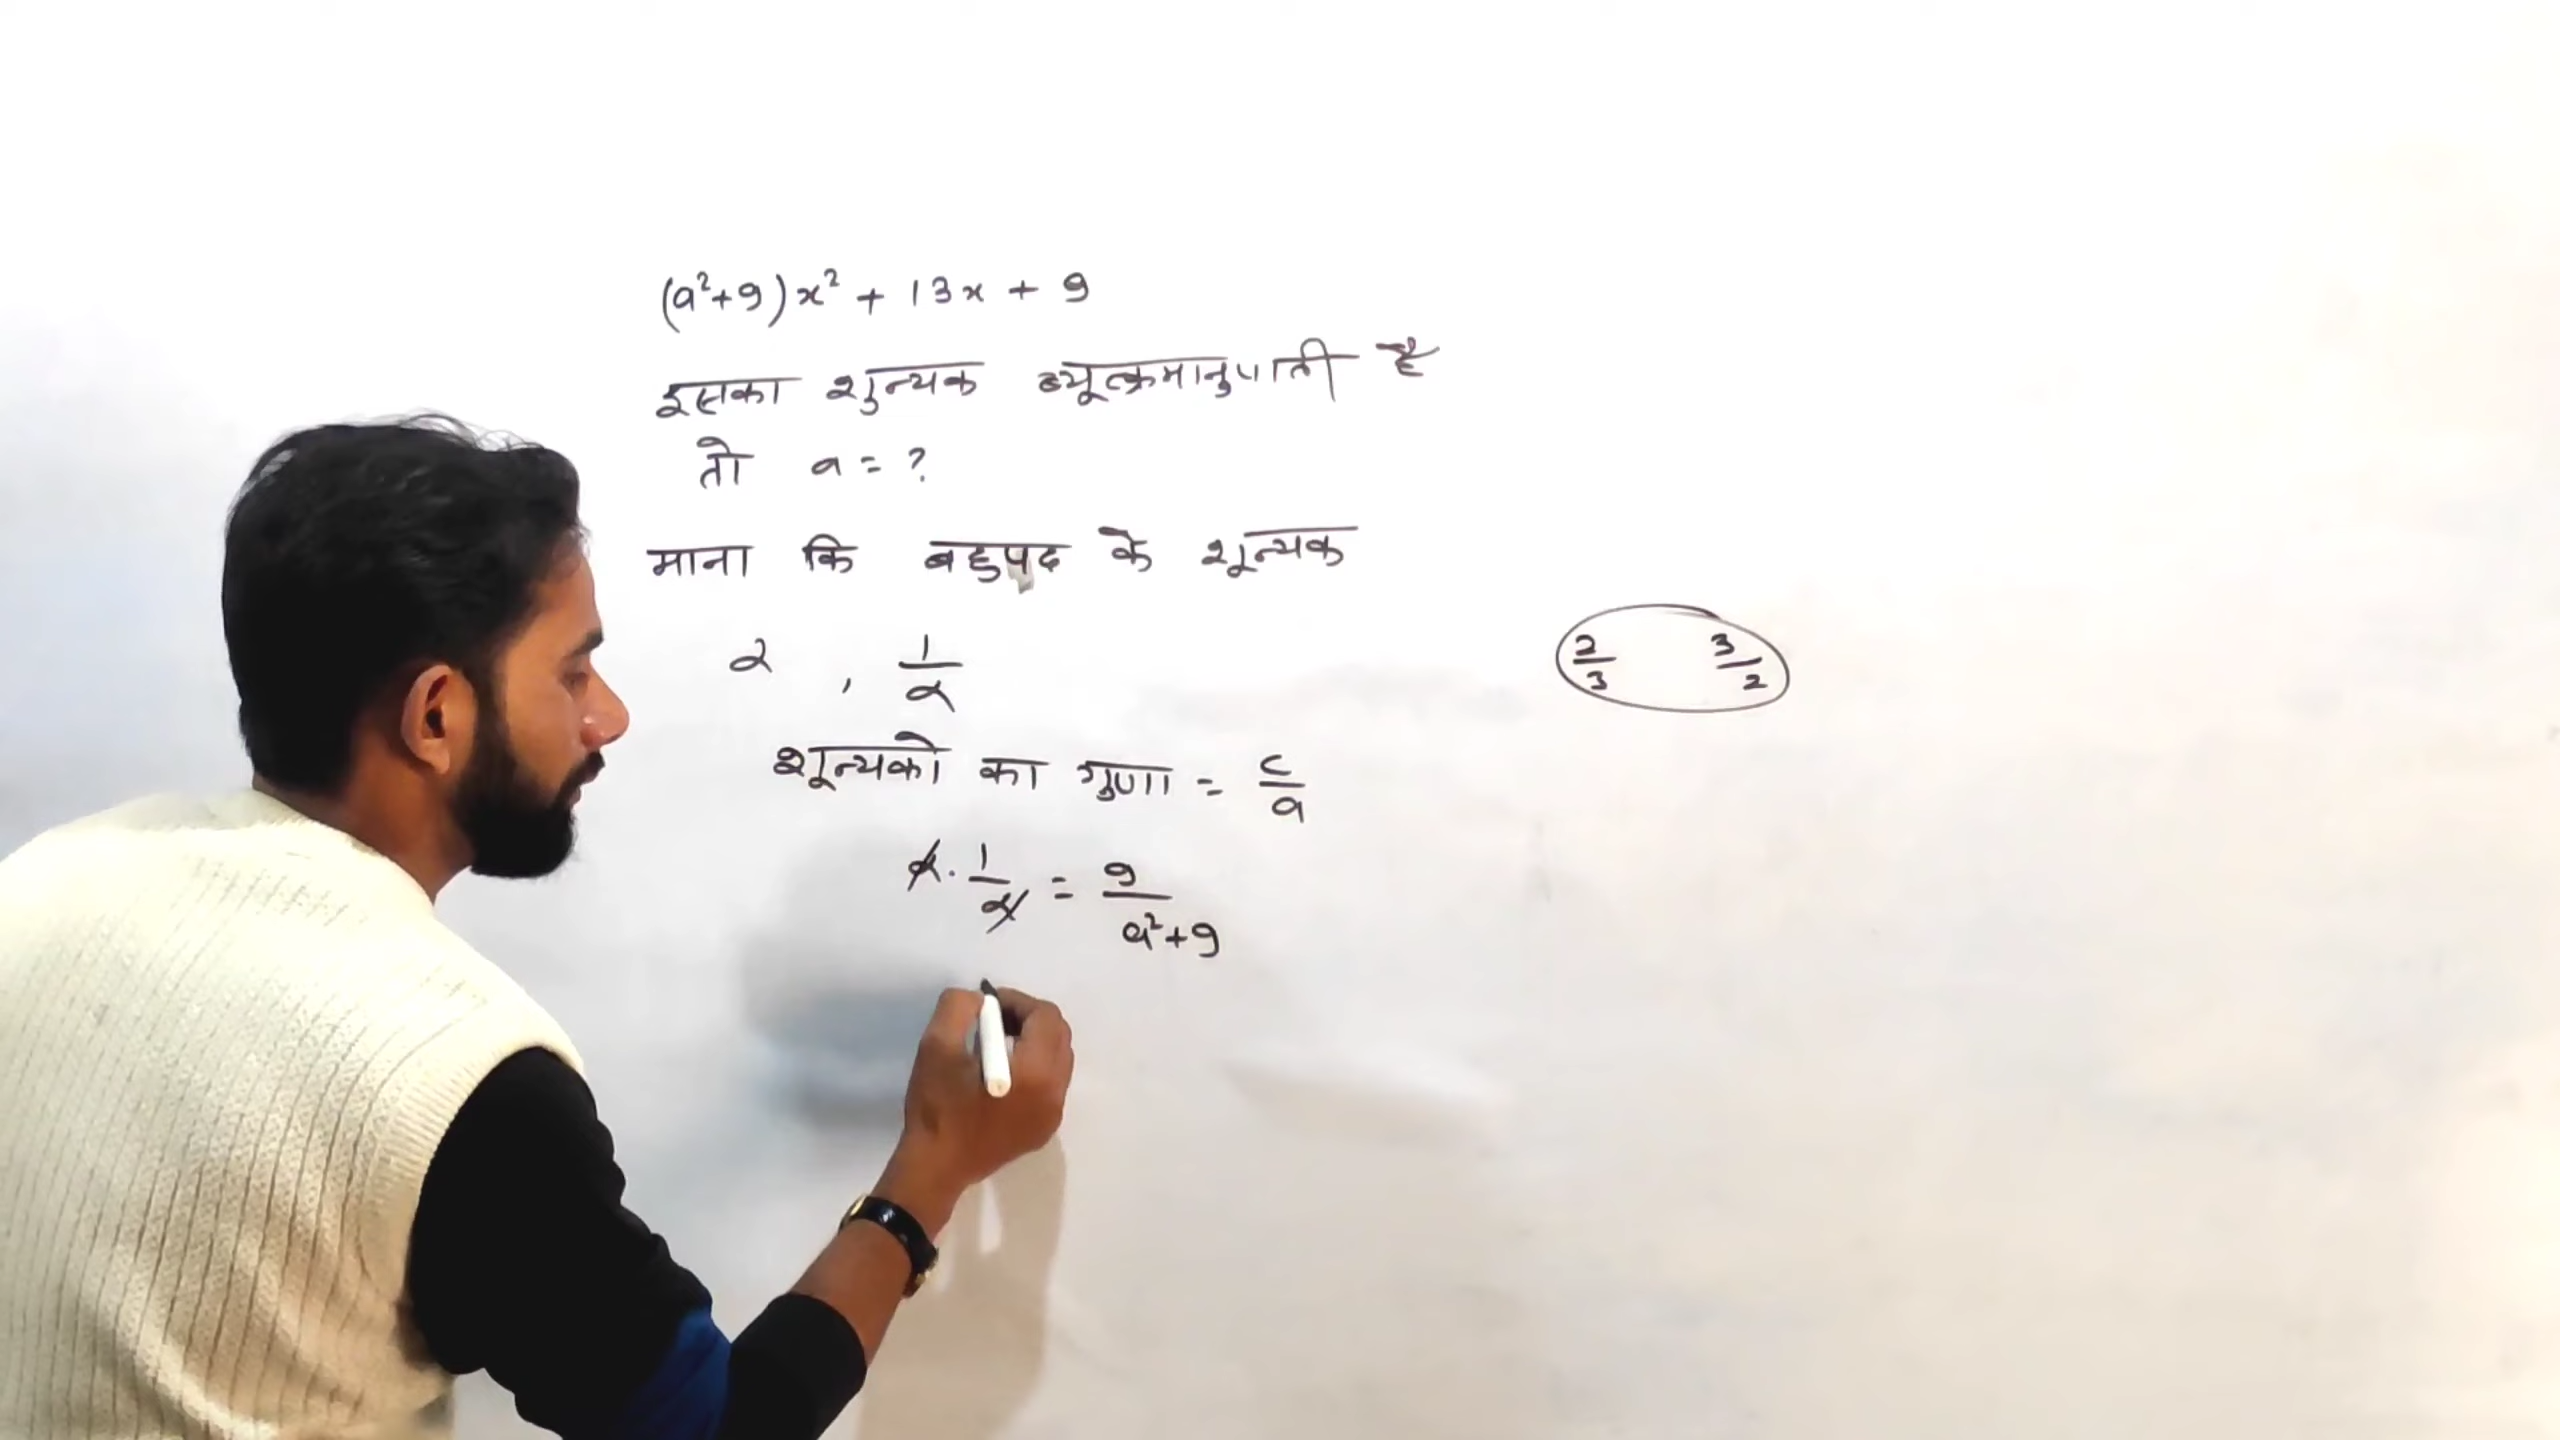 (a²+9)x² + 13x + 9
इसका शुन्यक ब्यूत्क्रमानुपाती है
तो a = ?
माना कि बहुपद के शून्यक
α , 1/α
2/3 3/2
शून्यको का गुणा = c/a
α · 1/α = 9/a²+9